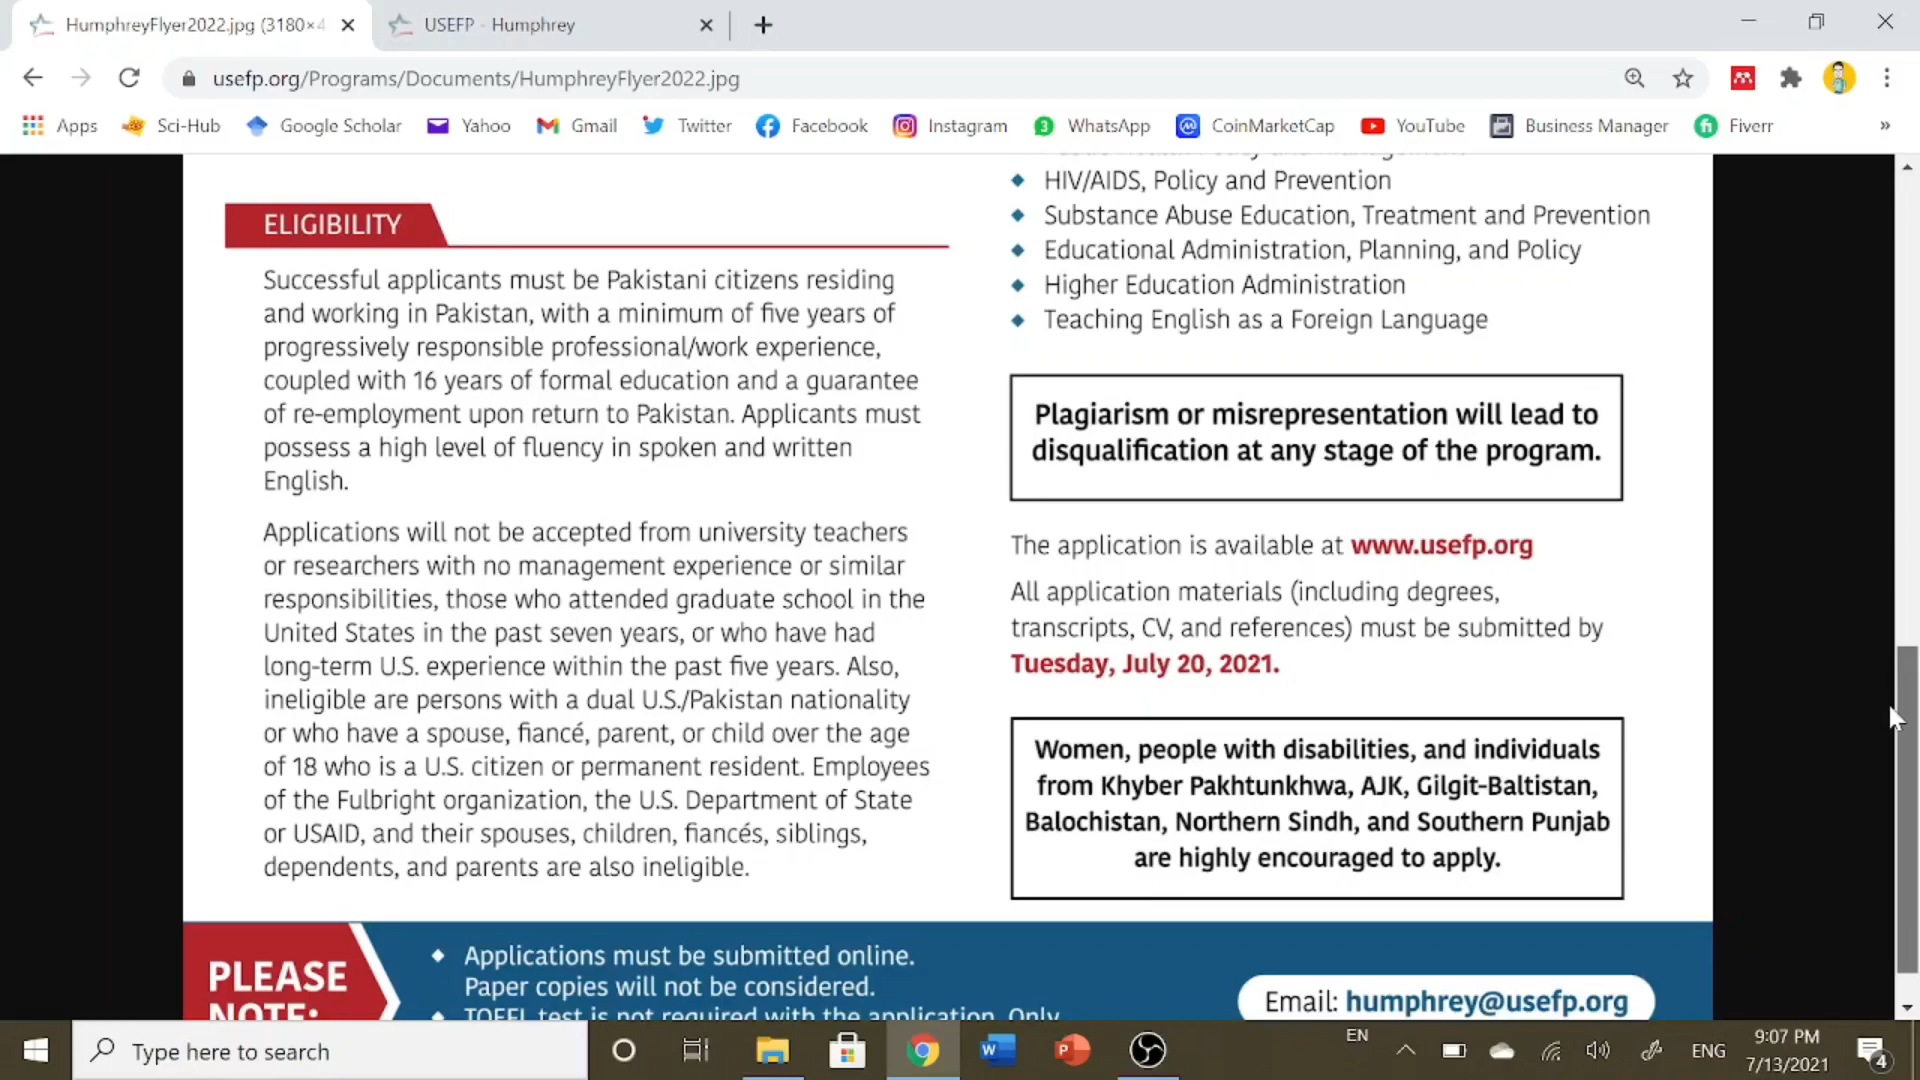 HumphreyFlyer2022.jpg (3180×4
USEFP - Humphrey
usefp.org/Programs/Documents/HumphreyFlyer2022.jpg
Apps Sci-Hub Google Scholar Yahoo Gmail Twitter Facebook Instagram WhatsApp CoinMarketCap YouTube Business Manager Fiverr »
ELIGIBILITY
Successful applicants must be Pakistani citizens residing
and working in Pakistan, with a minimum of five years of
progressively responsible professional/work experience,
coupled with 16 years of formal education and a guarantee
of re-employment upon return to Pakistan. Applicants must
possess a high level of fluency in spoken and written
English.
Applications will not be accepted from university teachers
or researchers with no management experience or similar
responsibilities, those who attended graduate school in the
United States in the past seven years, or who have had
long-term U.S. experience within the past five years. Also,
ineligible are persons with a dual U.S./Pakistan nationality
or who have a spouse, fiancé, parent, or child over the age
of 18 who is a U.S. citizen or permanent resident. Employees
of the Fulbright organization, the U.S. Department of State
or USAID, and their spouses, children, fiancés, siblings,
dependents, and parents are also ineligible.
HIV/AIDS, Policy and Prevention
Substance Abuse Education, Treatment and Prevention
Educational Administration, Planning, and Policy
Higher Education Administration
Teaching English as a Foreign Language
Plagiarism or misrepresentation will lead to
disqualification at any stage of the program.
The application is available at www.usefp.org
All application materials (including degrees,
transcripts, CV, and references) must be submitted by
Tuesday, July 20, 2021.
Women, people with disabilities, and individuals
from Khyber Pakhtunkhwa, AJK, Gilgit-Baltistan,
Balochistan, Northern Sindh, and Southern Punjab
are highly encouraged to apply.
PLEASE
NOTE:
Applications must be submitted online.
Paper copies will not be considered.
TOEFL test is not required with the application. Only
Email: humphrey@usefp.org
Type here to search
EN
ENG
9:07 PM
7/13/2021
4